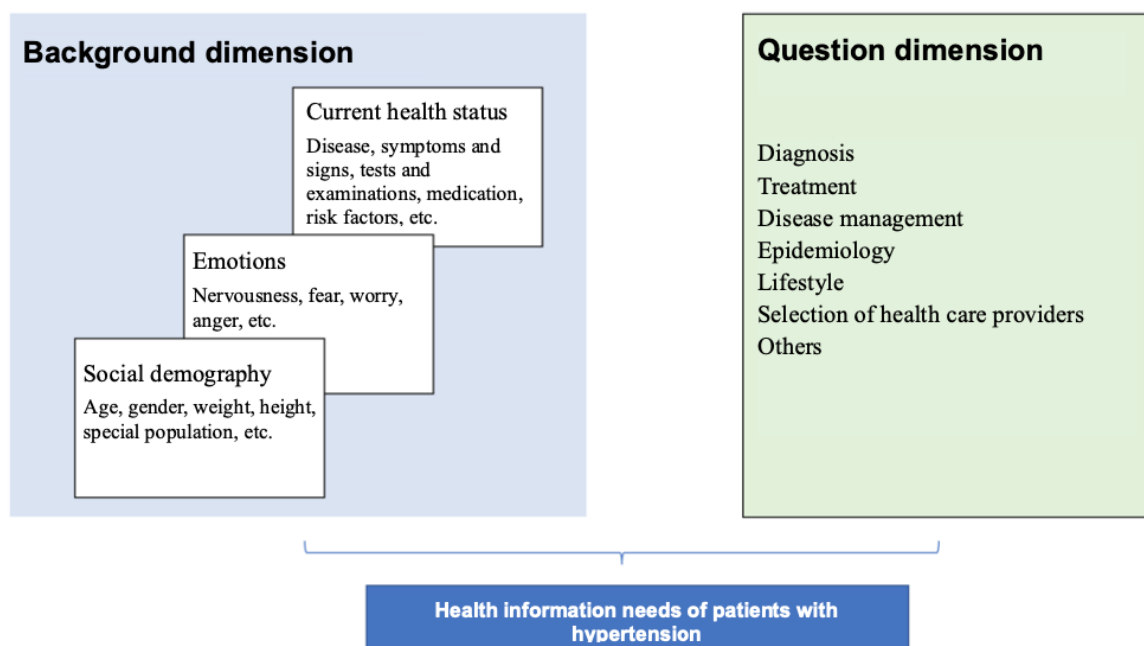 Background dimension
Current health status
Disease, symptoms and
signs, tests and
examinations, medication,
risk factors, etc.
Emotions
Nervousness, fear, worry,
anger, etc.
Social demography
Age, gender, weight, height,
special population, etc.
Question dimension
Diagnosis
Treatment
Disease management
Epidemiology
Lifestyle
Selection of health care providers
Others
Health information needs of patients with
hypertension